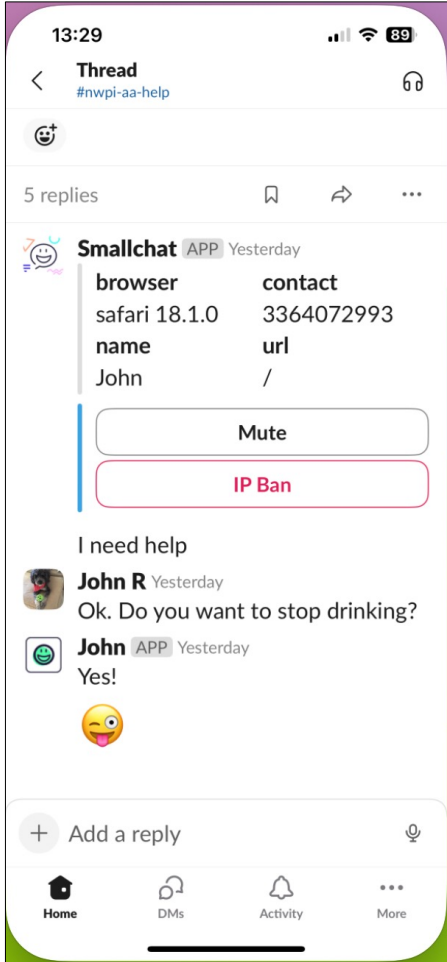 13:29
89
Thread
#nwpi-aa-help
5 replies
Smallchat APP Yesterday
browser contact
safari 18.1.0 3364072993
name url
John /
Mute
IP Ban
I need help
John R Yesterday
Ok. Do you want to stop drinking?
John APP Yesterday
Yes!
Add a reply
Home DMs Activity More